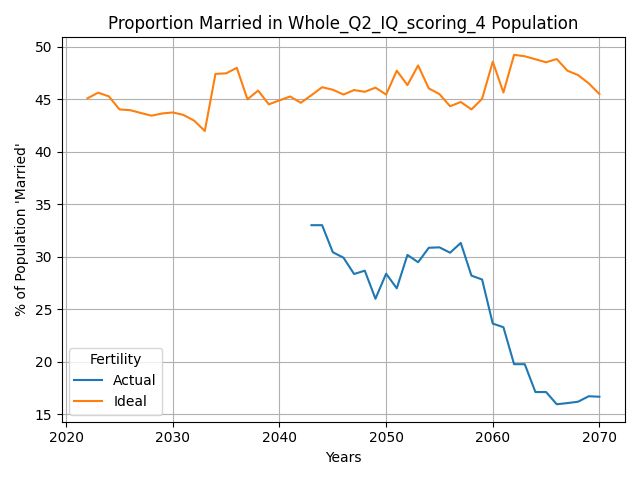 Proportion Married in Whole_Q2_IQ_scoring_4 Population
% of Population 'Married'
50
45
40
35
30
25
20
15
Fertility
Actual
Ideal
2020 2030 2040 2050 2060 2070
Years